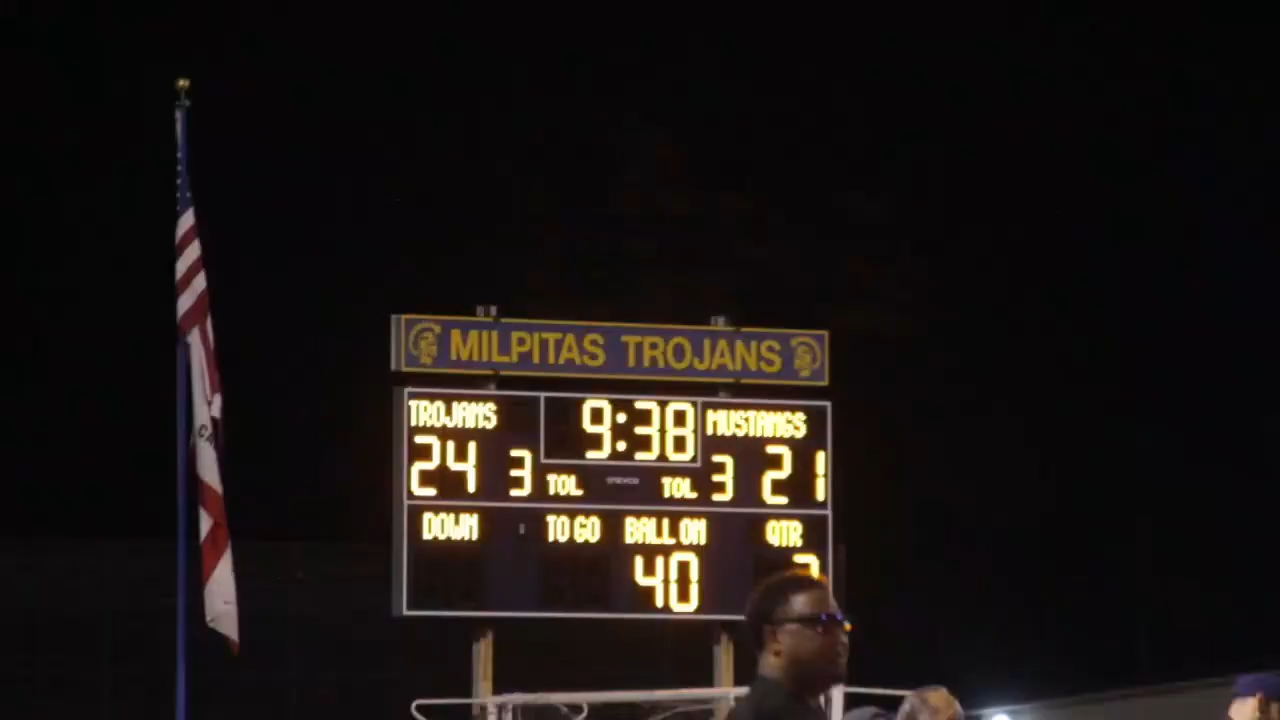 MILPITAS TROJANS
TROJANS 9:38 MUSTANGS
24 3 TOL TOL 3 21
DOWN TO GO BALL ON QTR
40